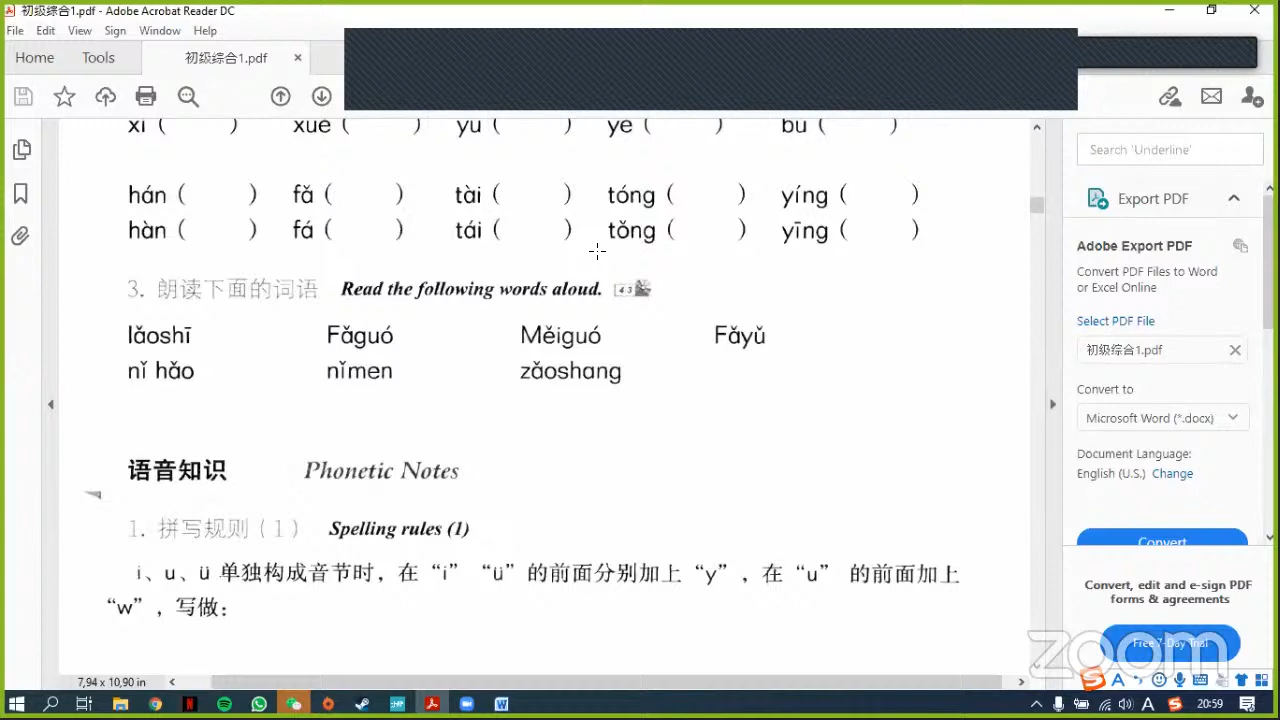 初级综合1.pdf - Adobe Acrobat Reader DC
File Edit View Sign Window Help
Home Tools 初级综合1.pdf ×
xi ( ) xue ( ) yu ( ) ye ( ) bu ( )
hán ( ) fǎ ( ) tài ( ) tóng ( ) yíng ( )
hàn ( ) fá ( ) tái ( ) tǒng ( ) yīng ( )
3. 朗读下面的词语 Read the following words aloud. 4-3
lǎoshī Fǎguó Měiguó Fǎyǔ
nǐ hǎo nǐmen zǎoshang
语音知识 Phonetic Notes
1. 拼写规则（1） Spelling rules (1)
i、u、ü 单独构成音节时，在“i”“ü”的前面分别加上“y”，在“u” 的前面加上
“w”，写做：
7,94 x 10,90 in
Search 'Underline'
Export PDF
Adobe Export PDF
Convert PDF Files to Word
or Excel Online
Select PDF File
初级综合1.pdf
Convert to
Microsoft Word (*.docx)
Document Language:
English (U.S.) Change
Convert
Convert, edit and e-sign PDF
forms & agreements
Free 7-Day Trial
zoom
20:59